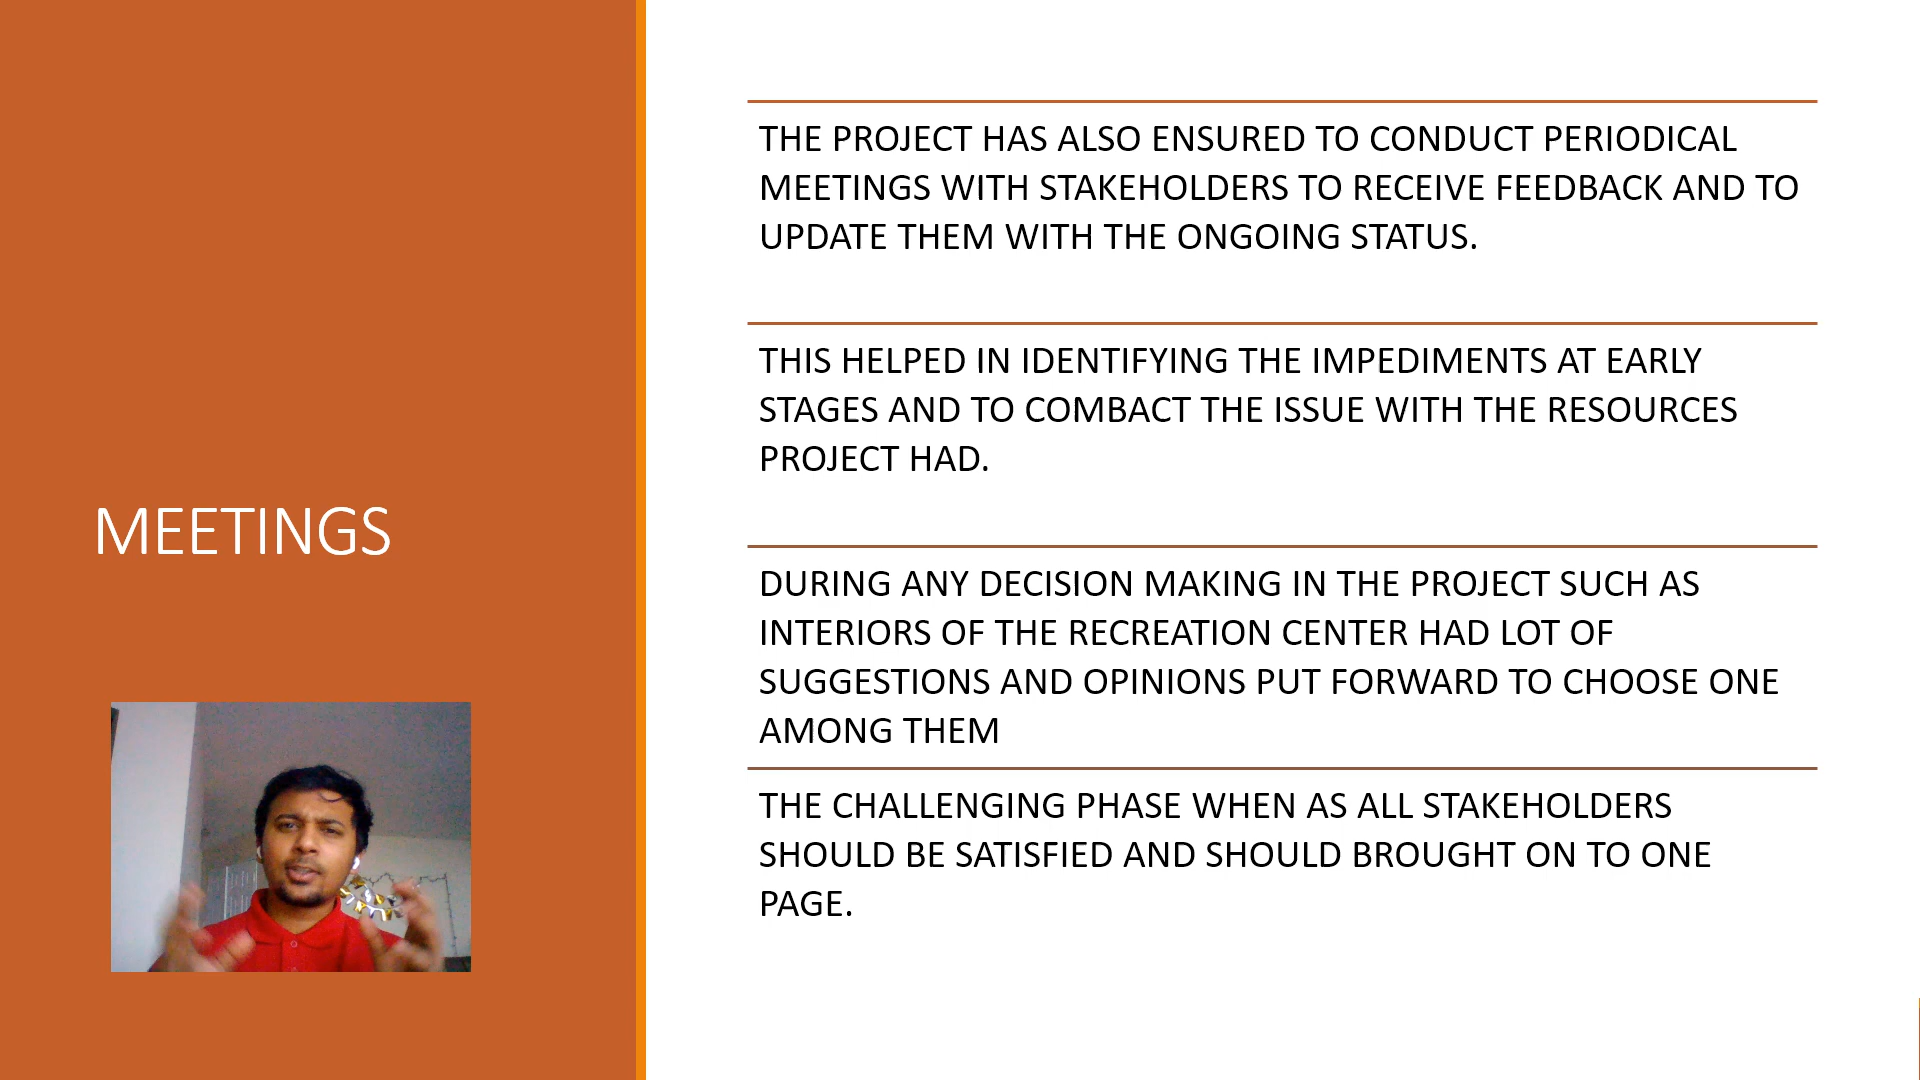 MEETINGS
THE PROJECT HAS ALSO ENSURED TO CONDUCT PERIODICAL
MEETINGS WITH STAKEHOLDERS TO RECEIVE FEEDBACK AND TO
UPDATE THEM WITH THE ONGOING STATUS.
THIS HELPED IN IDENTIFYING THE IMPEDIMENTS AT EARLY
STAGES AND TO COMBACT THE ISSUE WITH THE RESOURCES
PROJECT HAD.
DURING ANY DECISION MAKING IN THE PROJECT SUCH AS
INTERIORS OF THE RECREATION CENTER HAD LOT OF
SUGGESTIONS AND OPINIONS PUT FORWARD TO CHOOSE ONE
AMONG THEM
THE CHALLENGING PHASE WHEN AS ALL STAKEHOLDERS
SHOULD BE SATISFIED AND SHOULD BROUGHT ON TO ONE
PAGE.